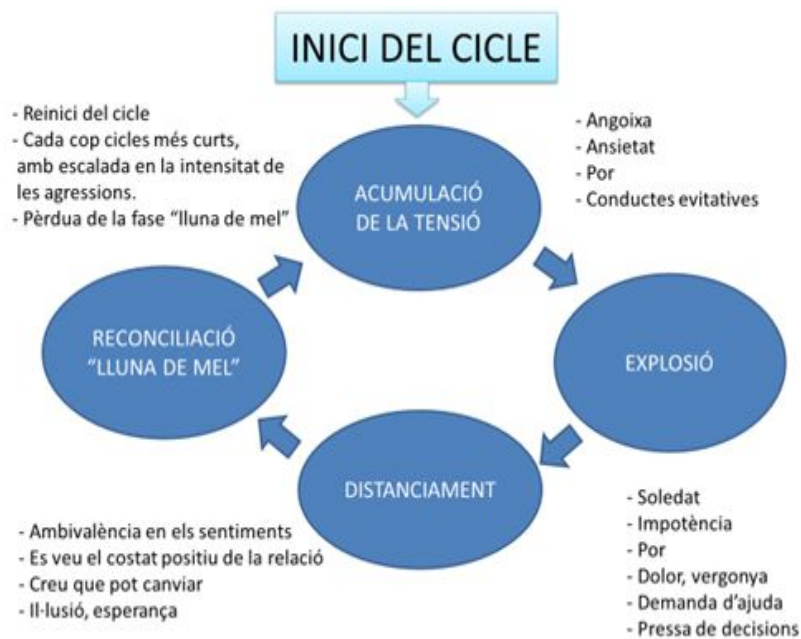 INICI DEL CICLE
- Reinici del cicle
- Cada cop cicles més curts,
amb escalada en la intensitat de
les agressions.
- Pèrdua de la fase “lluna de mel”
ACUMULACIÓ
DE LA TENSIÓ
- Angoixa
- Ansietat
- Por
- Conductes evitatives
RECONCILIACIÓ
“LLUNA DE MEL”
EXPLOSIÓ
DISTANCIAMENT
- Ambivalència en els sentiments
- Es veu el costat positiu de la relació
- Creu que pot canviar
- Il·lusió, esperança
- Soledat
- Impotència
- Por
- Dolor, vergonya
- Demanda d’ajuda
- Pressa de decisions